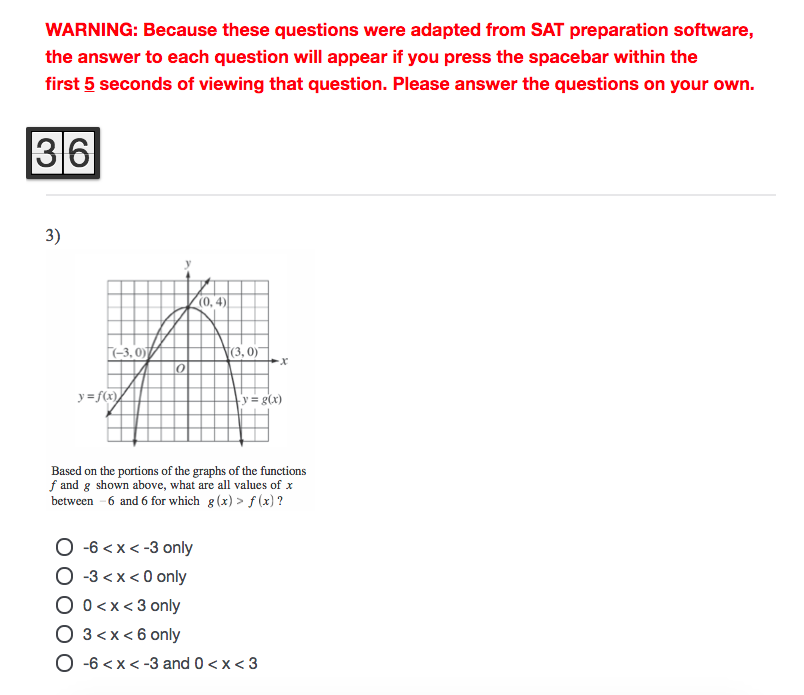 WARNING: Because these questions were adapted from SAT preparation software,
the answer to each question will appear if you press the spacebar within the
first 5 seconds of viewing that question. Please answer the questions on your own.
36
3)
y
(0, 4)
(−3, 0)
(3, 0)
x
O
y = f(x)
y = g(x)
Based on the portions of the graphs of the functions
f and g shown above, what are all values of x
between −6 and 6 for which g(x) > f(x)?
-6 < x < -3 only
-3 < x < 0 only
0 < x < 3 only
3 < x < 6 only
-6 < x < -3 and 0 < x < 3